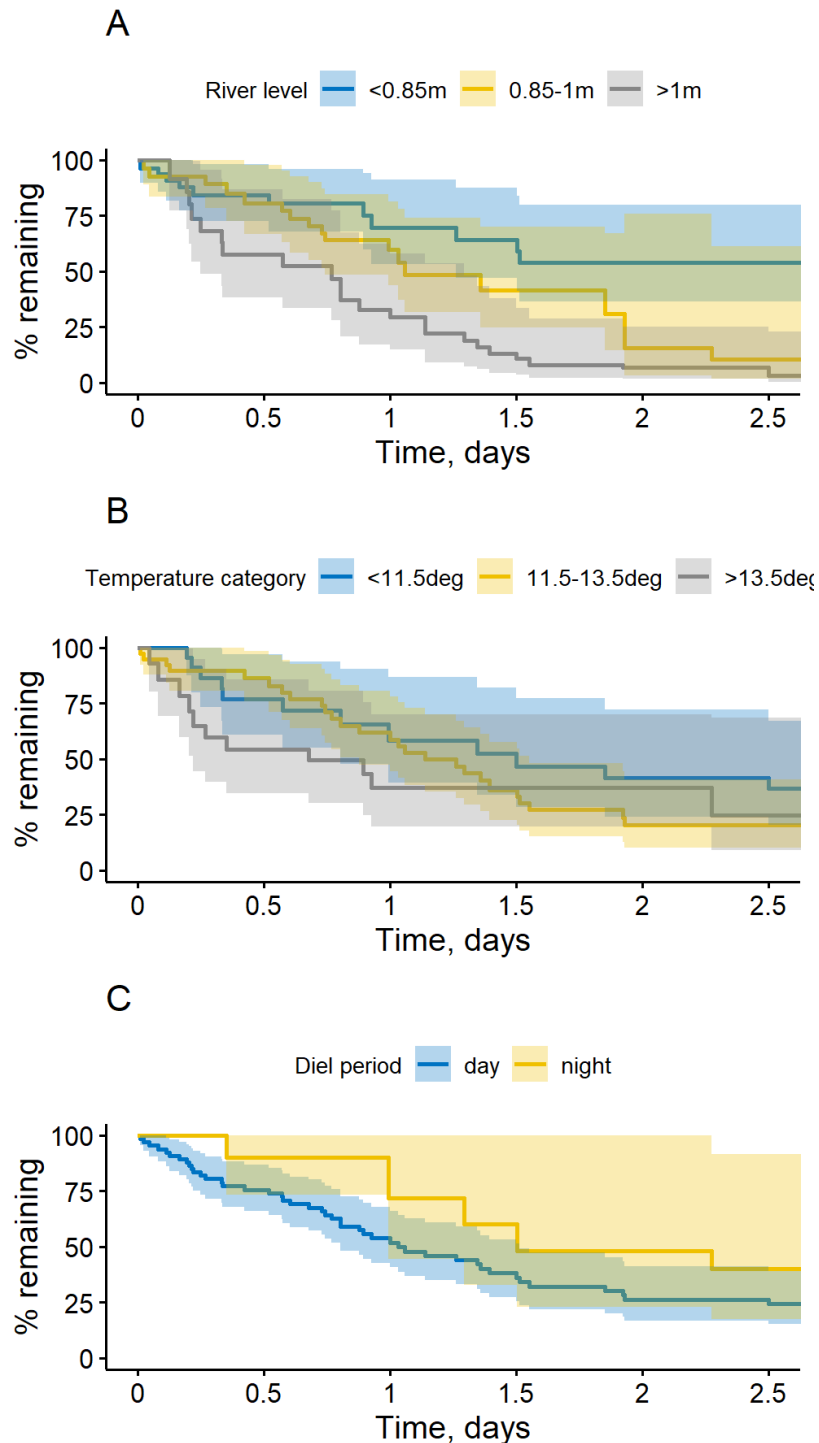 A
River level <0.85m 0.85-1m >1m
100
75
50
25
0
% remaining
0 0.5 1 1.5 2 2.5
Time, days
B
Temperature category <11.5deg 11.5-13.5deg >13.5deg
100
75
50
25
0
% remaining
0 0.5 1 1.5 2 2.5
Time, days
C
Diel period day night
100
75
50
25
0
% remaining
0 0.5 1 1.5 2 2.5
Time, days